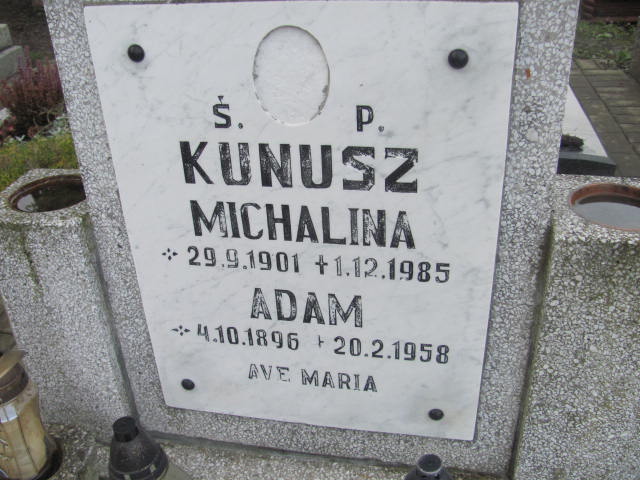 Ś. P.
KUNUSZ
MICHALINA
29.9.1901 +1.12.1985
ADAM
4.10.1896 + 20.2.1958
AVE MARIA